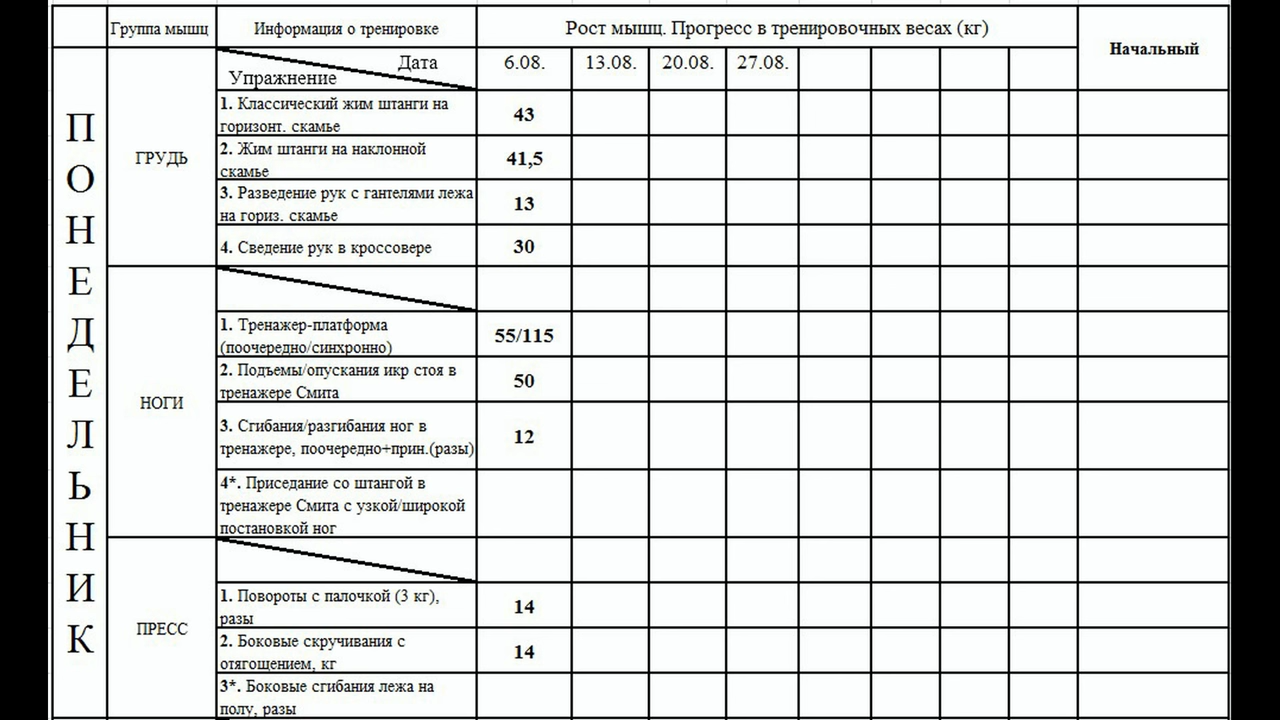 Группа мышц
Информация о тренировке
Рост мышц. Прогресс в тренировочных весах (кг)
Начальный
ПОНЕДЕЛЬНИК
ГРУДЬ
Дата
Упражнение
6.08.
13.08.
20.08.
27.08.
1. Классический жим штанги на
горизонт. скамье
43
2. Жим штанги на наклонной
скамье
41,5
3. Разведение рук с гантелями лежа
на гориз. скамье
13
4. Сведение рук в кроссовере
30
НОГИ
1. Тренажер-платформа
(поочередно/синхронно)
55/115
2. Подъемы/опускания икр стоя в
тренажере Смита
50
3. Сгибания/разгибания ног в
тренажере, поочередно+прин.(разы)
12
4*. Приседание со штангой в
тренажере Смита с узкой/широкой
постановкой ног
ПРЕСС
1. Повороты с палочкой (3 кг),
разы
14
2. Боковые скручивания с
отягощением, кг
14
3*. Боковые сгибания лежа на
полу, разы